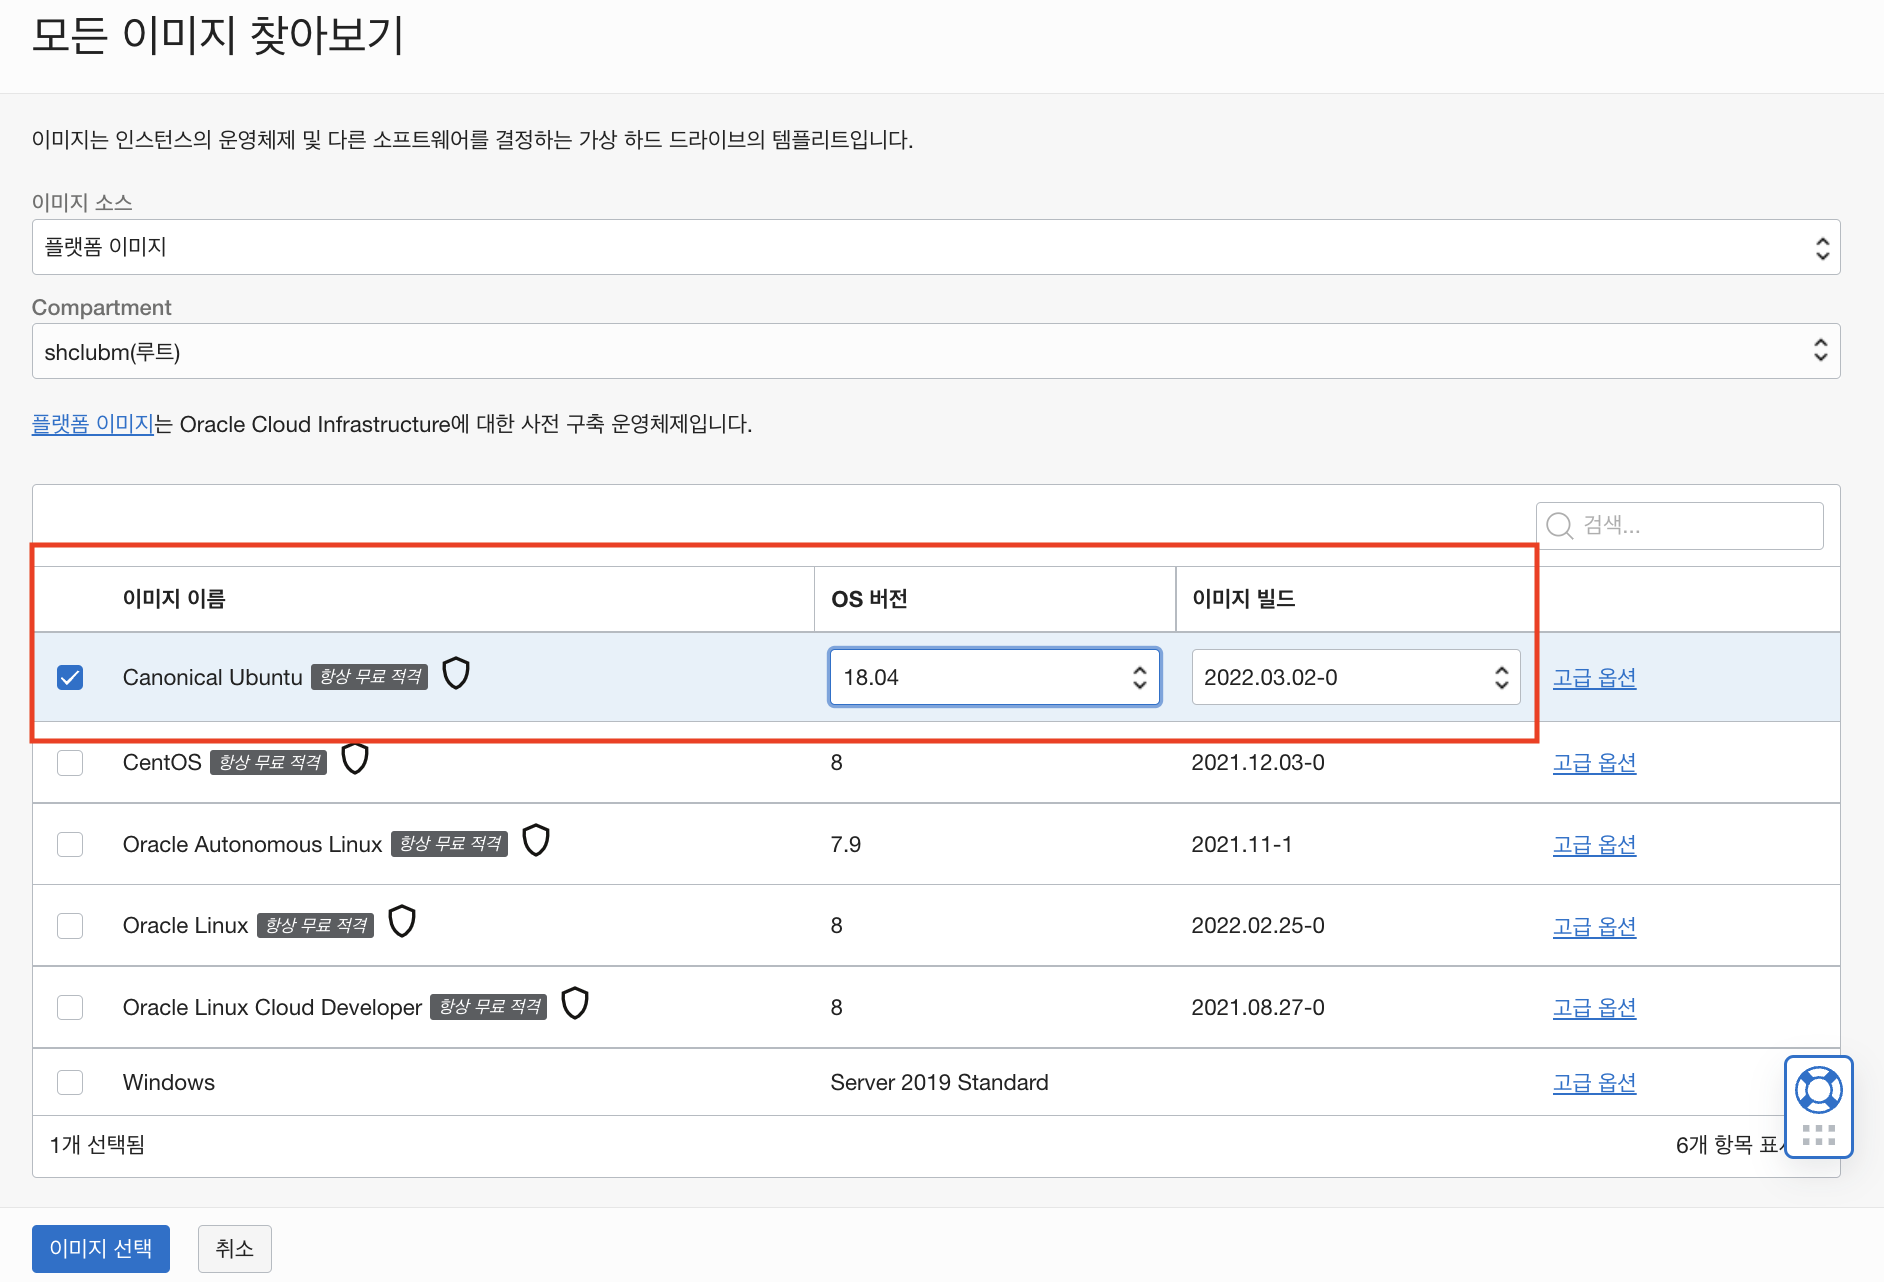 모든 이미지 찾아보기
이미지는 인스턴스의 운영체제 및 다른 소프트웨어를 결정하는 가상 하드 드라이브의 템플리트입니다.
이미지 소스
플랫폼 이미지
Compartment
shclubm(루트)
플랫폼 이미지는 Oracle Cloud Infrastructure에 대한 사전 구축 운영체제입니다.
검색...
이미지 이름 OS 버전 이미지 빌드
Canonical Ubuntu 항상 무료 적격 18.04 2022.03.02-0 고급 옵션
CentOS 항상 무료 적격 8 2021.12.03-0 고급 옵션
Oracle Autonomous Linux 항상 무료 적격 7.9 2021.11-1 고급 옵션
Oracle Linux 항상 무료 적격 8 2022.02.25-0 고급 옵션
Oracle Linux Cloud Developer 항상 무료 적격 8 2021.08.27-0 고급 옵션
Windows Server 2019 Standard 고급 옵션
1개 선택됨 6개 항목
이미지 선택 취소